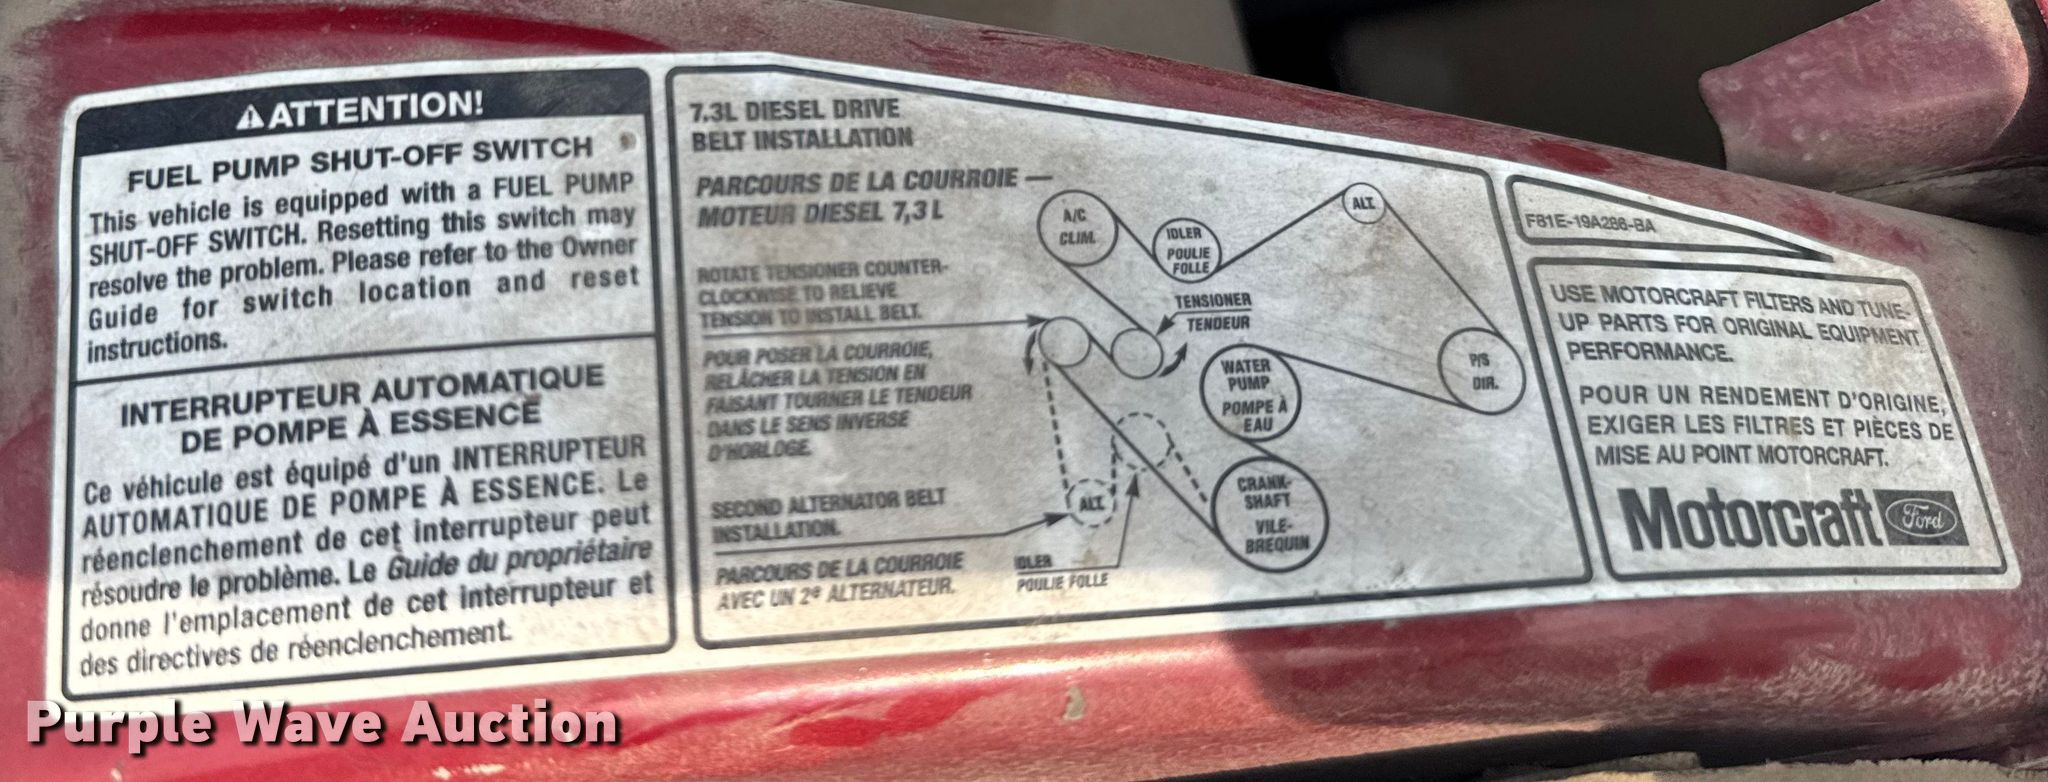 ⚠ATTENTION!
FUEL PUMP SHUT-OFF SWITCH
This vehicle is equipped with a FUEL PUMP
SHUT-OFF SWITCH. Resetting this switch may
resolve the problem. Please refer to the Owner
Guide for switch location and reset
instructions.
INTERRUPTEUR AUTOMATIQUE
DE POMPE À ESSENCE
Ce véhicule est équipé d'un INTERRUPTEUR
AUTOMATIQUE DE POMPE À ESSENCE. Le
réenclenchement de cet interrupteur peut
résoudre le problème. Le Guide du propriétaire
donne l'emplacement de cet interrupteur et
des directives de réenclenchement.
7.3L DIESEL DRIVE
BELT INSTALLATION
PARCOURS DE LA COURROIE —
MOTEUR DIESEL 7,3 L
ROTATE TENSIONER COUNTER-
CLOCKWISE TO RELIEVE
TENSION TO INSTALL BELT.
POUR POSER LA COURROIE,
RELÂCHER LA TENSION EN
FAISANT TOURNER LE TENDEUR
DANS LE SENS INVERSE
D'HORLOGE.
SECOND ALTERNATOR BELT
INSTALLATION.
PARCOURS DE LA COURROIE
AVEC UN 2e ALTERNATEUR.
A/C
CLIM.
IDLER
POULIE
FOLLE
ALT.
TENSIONER
TENDEUR
WATER
PUMP
POMPE À
EAU
P/S
DIR.
ALT.
CRANK-
SHAFT
VILE-
BREQUIN
IDLER
POULIE FOLLE
F81E-19A286-BA
USE MOTORCRAFT FILTERS AND TUNE-
UP PARTS FOR ORIGINAL EQUIPMENT
PERFORMANCE.
POUR UN RENDEMENT D'ORIGINE,
EXIGER LES FILTRES ET PIÈCES DE
MISE AU POINT MOTORCRAFT.
Motorcraft Ford
Purple Wave Auction